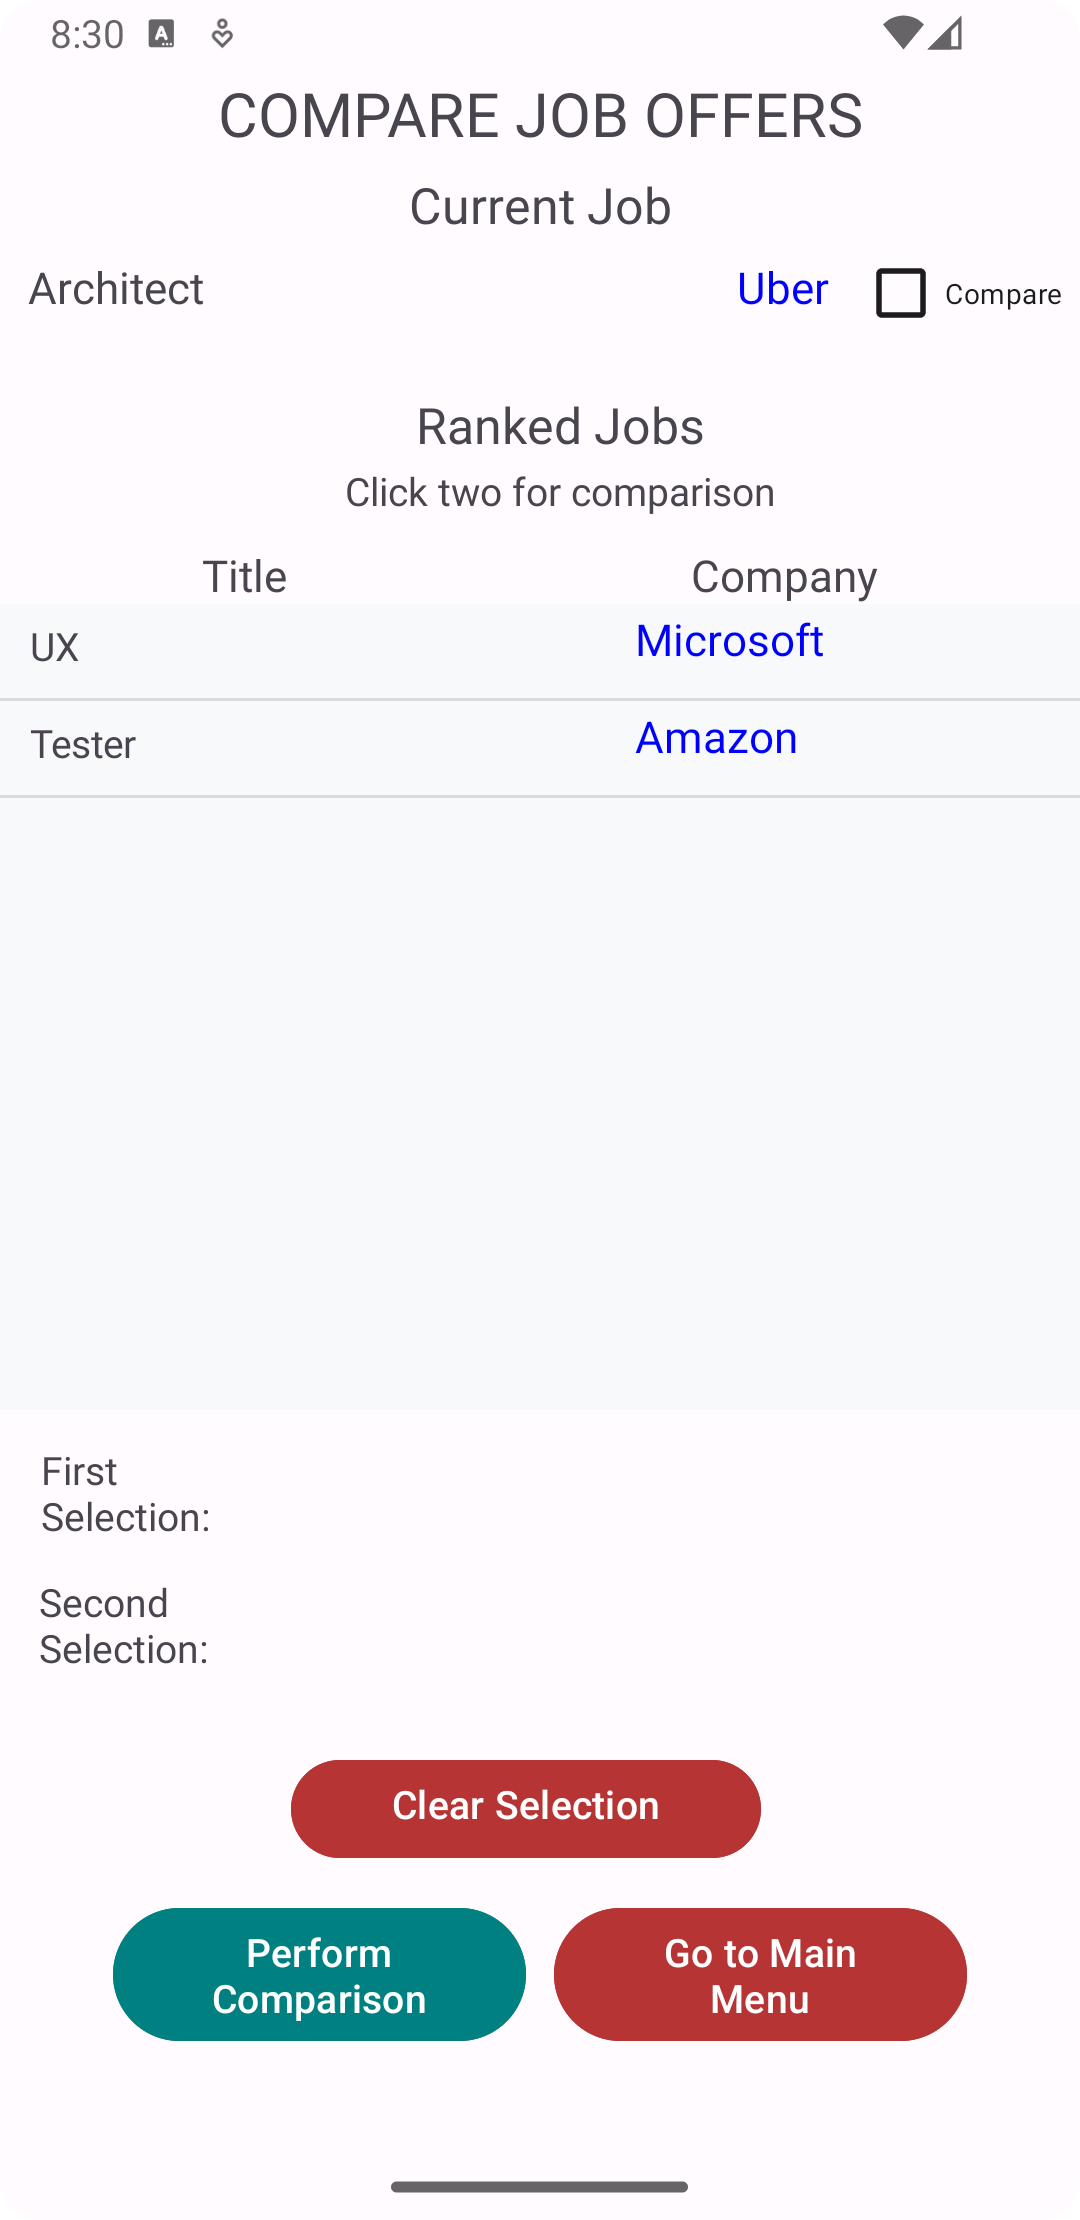 8:30
COMPARE JOB OFFERS
Current Job
Architect Uber Compare
Ranked Jobs
Click two for comparison
Title Company
UX Microsoft
Tester Amazon
First
Selection:
Second
Selection:
Clear Selection
Perform
Comparison
Go to Main
Menu